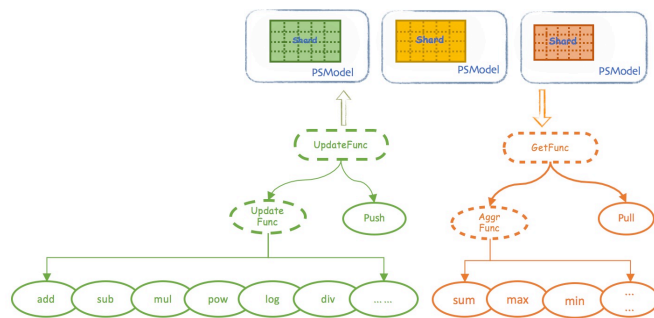 Shard
Shard
Shard
PSModel
PSModel
PSModel
UpdateFunc
GetFunc
Update
Func
Push
Aggr
Func
Pull
add
sub
mul
pow
log
div
... ...
sum
max
min
...
...